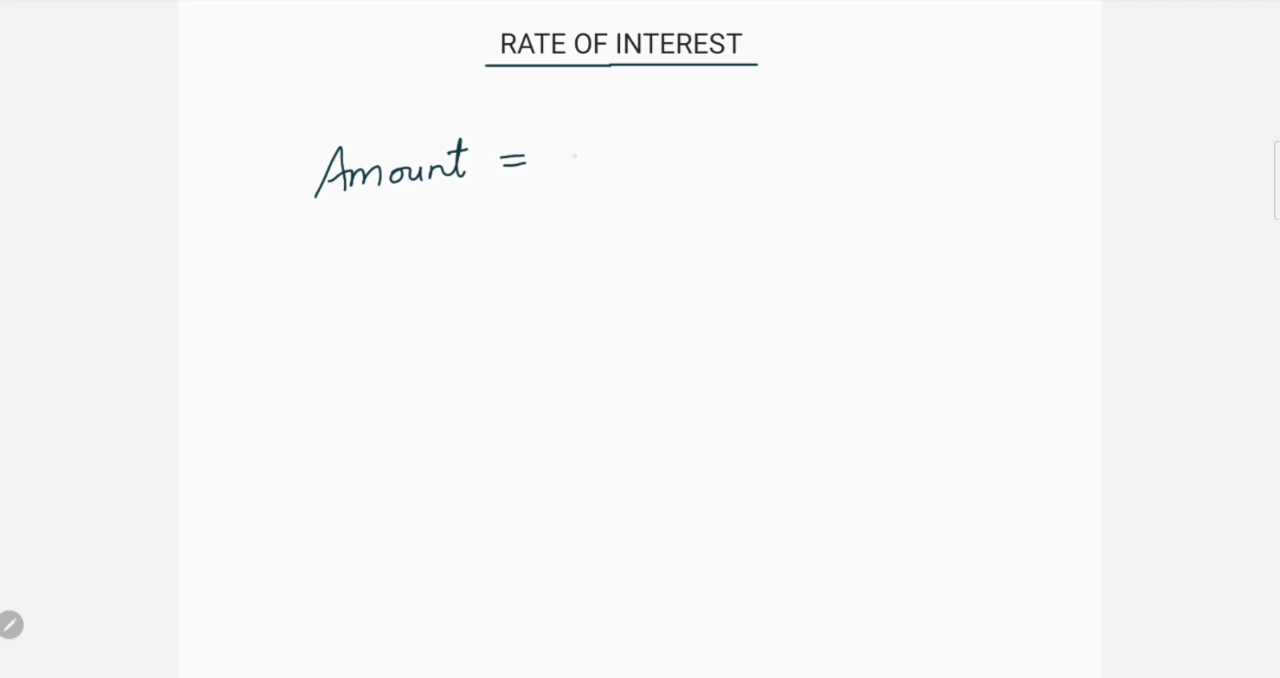 RATE OF INTEREST
Amount =